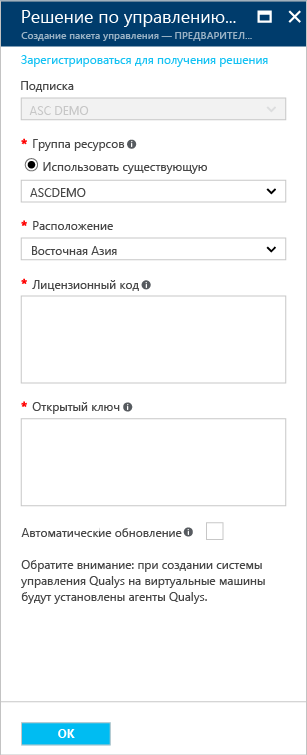 Решение по управлению...
Создание пакета управления — ПРЕДВАРИТЕЛ...
Зарегистрироваться для получения решения
Подписка
ASC DEMO
* Группа ресурсов
Использовать существующую
ASCDEMO
* Расположение
Восточная Азия
* Лицензионный код
* Открытый ключ
Автоматические обновление
Обратите внимание: при создании системы
управления Qualys на виртуальные машины
будут установлены агенты Qualys.
OK